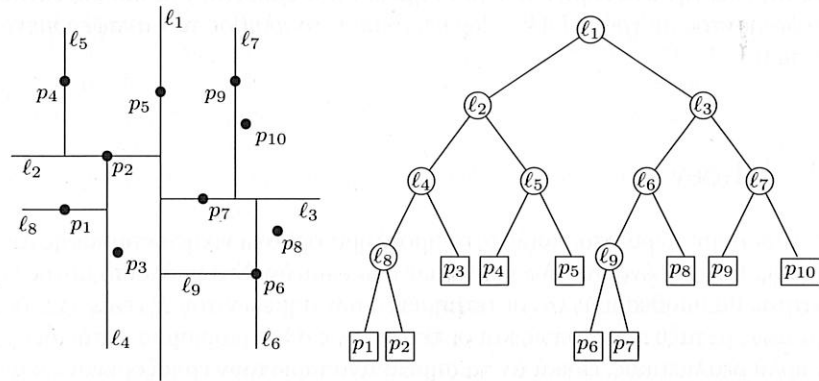 ℓ₁
ℓ₅ ℓ₇
p₄ p₅ p₉
p₁₀
ℓ₂ p₂
p₇ ℓ₃
ℓ₈ p₁
p₃ p₈
ℓ₉ p₆
ℓ₄ ℓ₆
ℓ₁
ℓ₂ ℓ₃
ℓ₄ ℓ₅ ℓ₆ ℓ₇
ℓ₈ p₃ p₄ p₅ ℓ₉ p₈ p₉ p₁₀
p₁ p₂ p₆ p₇